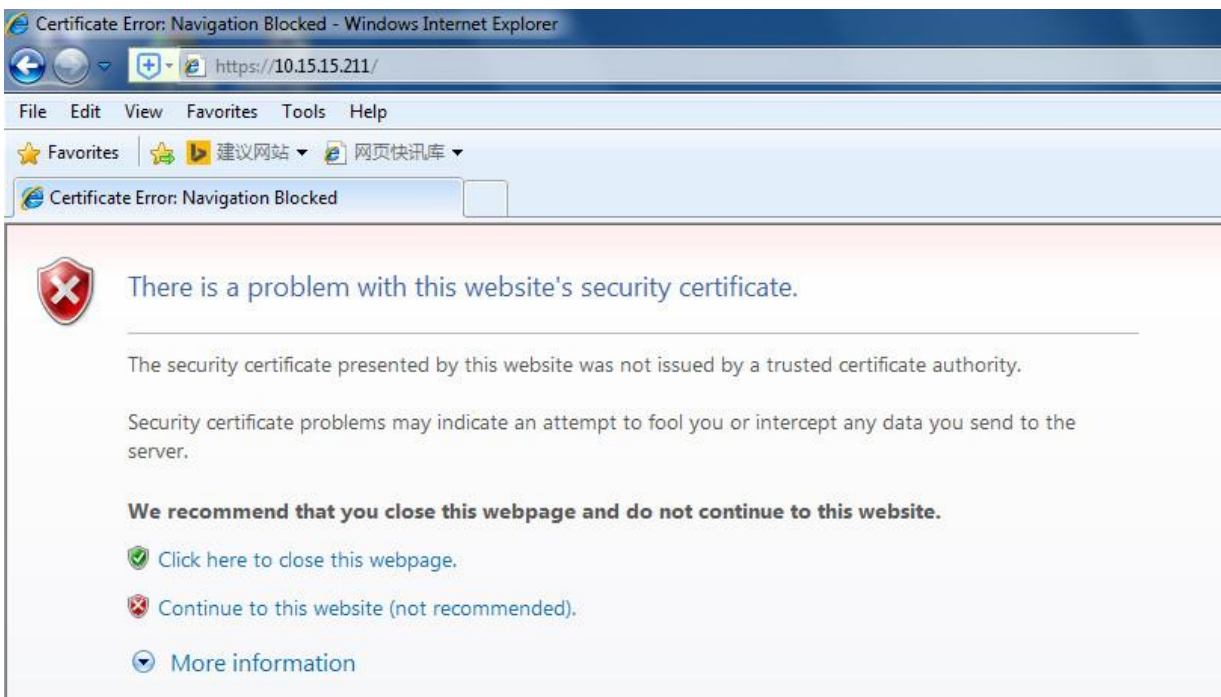 Certificate Error: Navigation Blocked - Windows Internet Explorer
https://10.15.15.211/
File Edit View Favorites Tools Help
Favorites 建议网站 网页快讯库
Certificate Error: Navigation Blocked
There is a problem with this website's security certificate.
The security certificate presented by this website was not issued by a trusted certificate authority.
Security certificate problems may indicate an attempt to fool you or intercept any data you send to the
server.
We recommend that you close this webpage and do not continue to this website.
Click here to close this webpage.
Continue to this website (not recommended).
More information